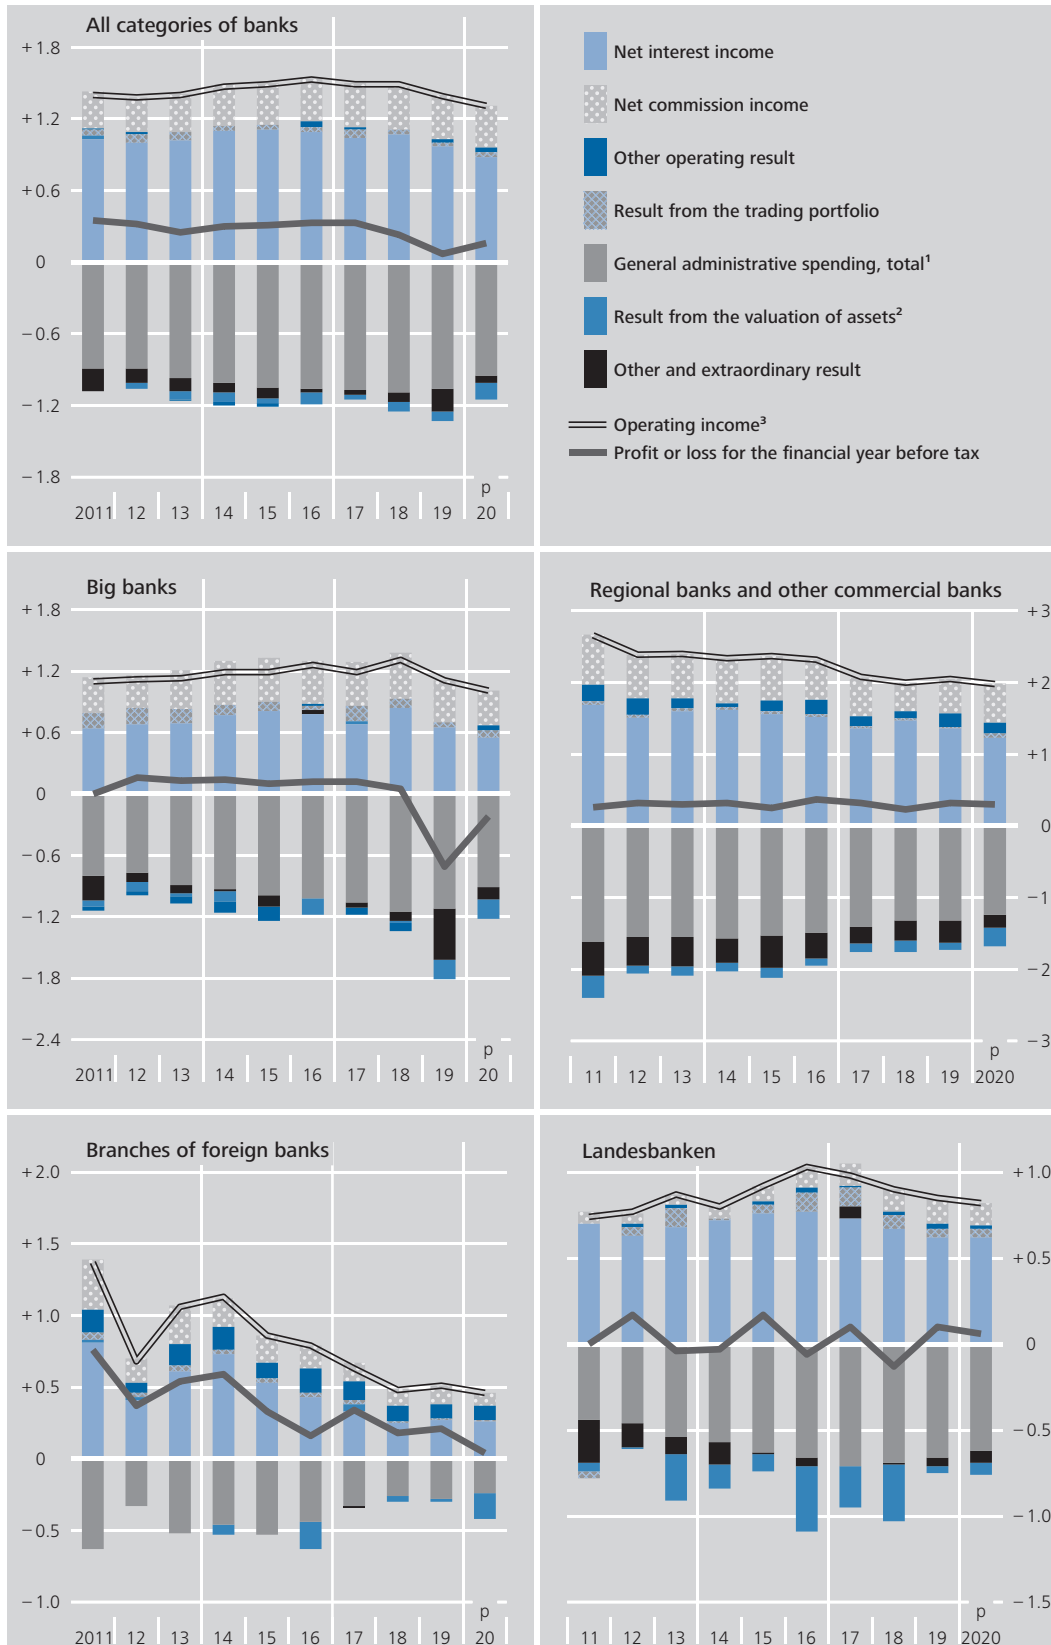 All categories of banks
+ 1.8
+ 1.2
+ 0.6
0
− 0.6
− 1.2
− 1.8
p
2011 12 13 14 15 16 17 18 19 20
Net interest income
Net commission income
Other operating result
Result from the trading portfolio
General administrative spending, total¹
Result from the valuation of assets²
Other and extraordinary result
Operating income³
Profit or loss for the financial year before tax
Big banks
+ 1.8
+ 1.2
+ 0.6
0
− 0.6
− 1.2
− 1.8
− 2.4
p
2011 12 13 14 15 16 17 18 19 20
Regional banks and other commercial banks
+ 3
+ 2
+ 1
0
− 1
− 2
− 3
p
11 12 13 14 15 16 17 18 19 2020
Branches of foreign banks
+ 2.0
+ 1.5
+ 1.0
+ 0.5
0
− 0.5
− 1.0
p
2011 12 13 14 15 16 17 18 19 20
Landesbanken
+ 1.0
+ 0.5
0
− 0.5
− 1.0
− 1.5
p
11 12 13 14 15 16 17 18 19 2020